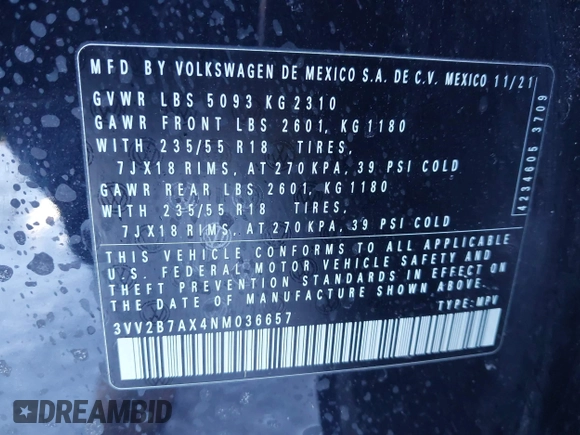 MFD BY VOLKSWAGEN DE MEXICO S.A. DE C.V. MEXICO 11/21
GVWR LBS 5093 KG 2310
GAWR FRONT LBS 2601, KG 1180
WITH 235/55 R18 TIRES,
7JX18 RIMS, AT 270 KPA, 39 PSI COLD
GAWR REAR LBS 2601, KG 1180
WITH 235/55 R18 TIRES,
7JX18 RIMS, AT 270 KPA, 39 PSI COLD
THIS VEHICLE CONFORMS TO ALL APPLICABLE
U.S. FEDERAL MOTOR VEHICLE SAFETY AND
THEFT PREVENTION STANDARDS IN EFFECT ON
THE DATE OF MANUFACTURE SHOWN ABOVE.
3VV2B7AX4NM036657 TYPE: MPV
4234605 3709
DREAMBID